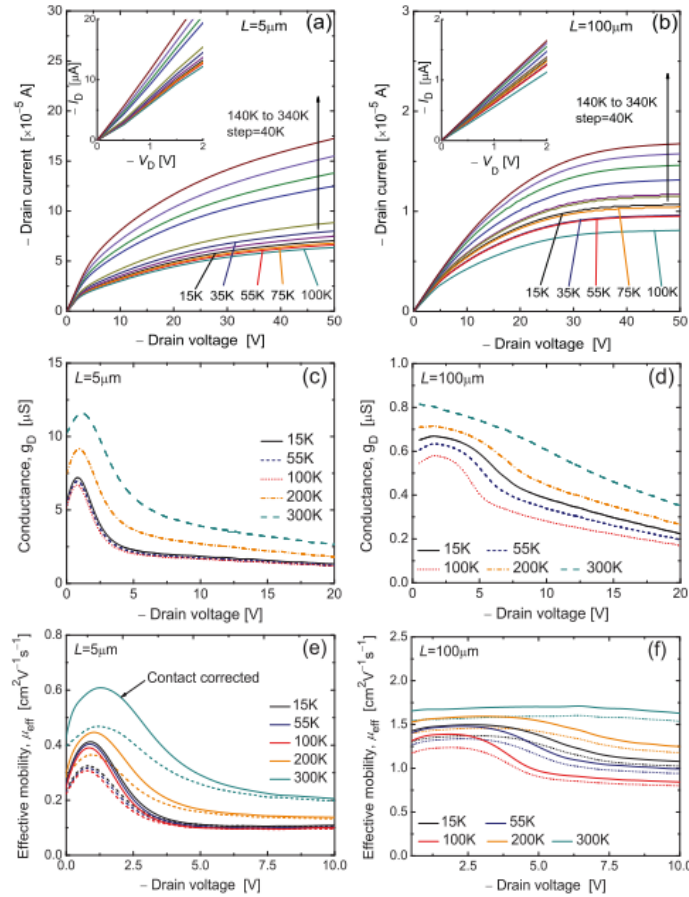 L=5μm (a)
− Drain current [×10⁻⁵ A]
25
20
15
10
5
0
0 10 20 30 40 50
− Drain voltage [V]
− I_D [μA]
20
10
0
0 1 2
− V_D [V]
140K to 340K
step=40K
15K 35K 55K 75K 100K
L=100μm (b)
− Drain current [×10⁻⁵ A]
3
2
1
0
0 10 20 30 40 50
− Drain voltage [V]
− I_D [μA]
2
1
0
0 1 2
− V_D [V]
140K to 340K
step=40K
15K 35K 55K 75K 100K
L=5μm (c)
Conductance, g_D [μS]
15
10
5
0
0 5 10 15 20
− Drain voltage [V]
15K
55K
100K
200K
300K
L=100μm (d)
Conductance, g_D [μS]
1.0
0.8
0.6
0.4
0.2
0.0
0 5 10 15 20
− Drain voltage [V]
15K 55K
100K 200K 300K
L=5μm (e)
Effective mobility, μ_eff [cm²V⁻¹s⁻¹]
0.8
0.6
0.4
0.2
0.0
0 2.5 5.0 7.5 10.0
− Drain voltage [V]
Contact corrected
15K
55K
100K
200K
300K
L=100μm (f)
Effective mobility, μ_eff [cm²V⁻¹s⁻¹]
2.5
2.0
1.5
1.0
0.5
0.0
2.5 5.0 7.5 10.0
− Drain voltage [V]
15K 55K
100K 200K 300K